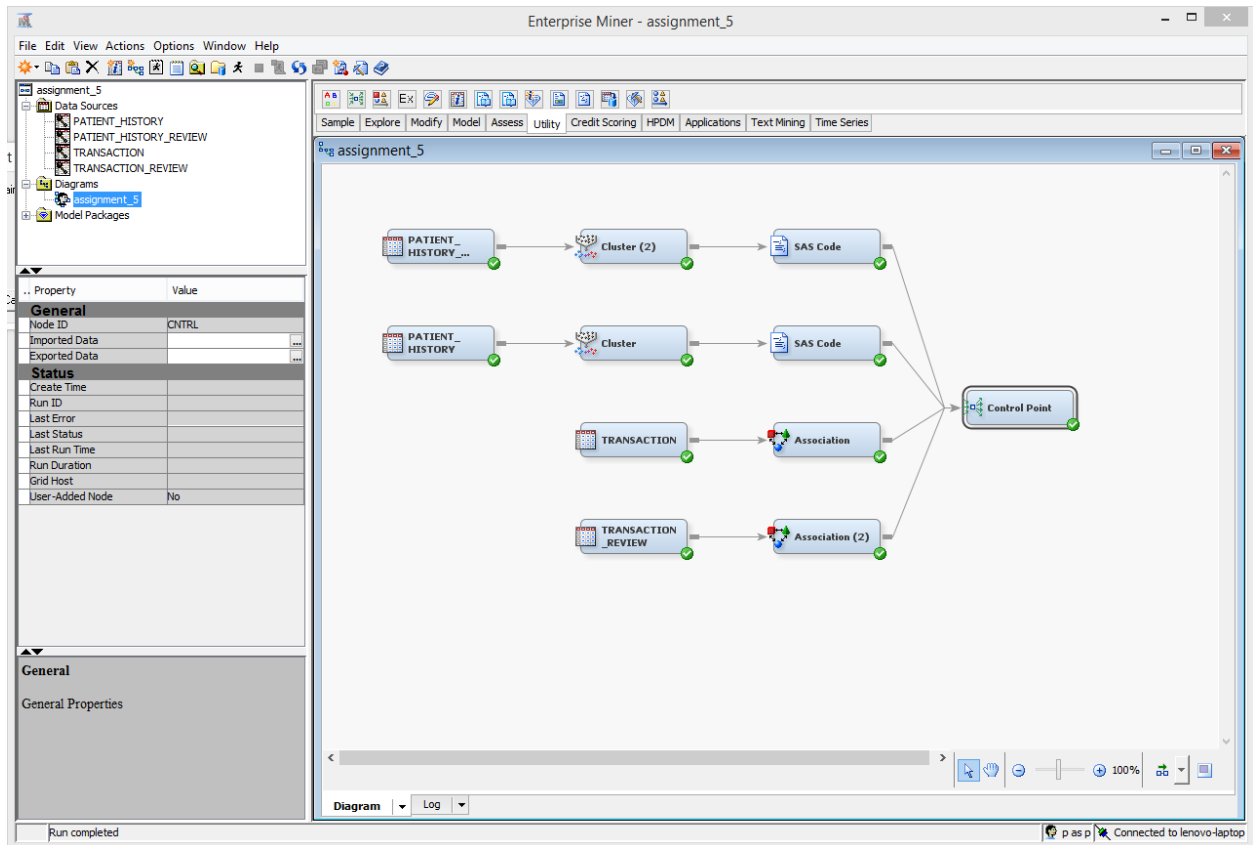 Enterprise Miner - assignment_5
File Edit View Actions Options Window Help
assignment_5
Data Sources
PATIENT_HISTORY
PATIENT_HISTORY_REVIEW
TRANSACTION
TRANSACTION_REVIEW
Diagrams
assignment_5
Model Packages
.. Property Value
General
Node ID CNTRL
Imported Data ...
Exported Data ...
Status
Create Time
Run ID
Last Error
Last Status
Last Run Time
Run Duration
Grid Host
User-Added Node No
General
General Properties
Ex
Sample Explore Modify Model Assess Utility Credit Scoring HPDM Applications Text Mining Time Series
assignment_5
PATIENT_
HISTORY_...
Cluster (2)
SAS Code
PATIENT_
HISTORY
Cluster
SAS Code
Control Point
TRANSACTION
Association
TRANSACTION
_REVIEW
Association (2)
100%
Diagram Log
Run completed
p as p Connected to lenovo-laptop